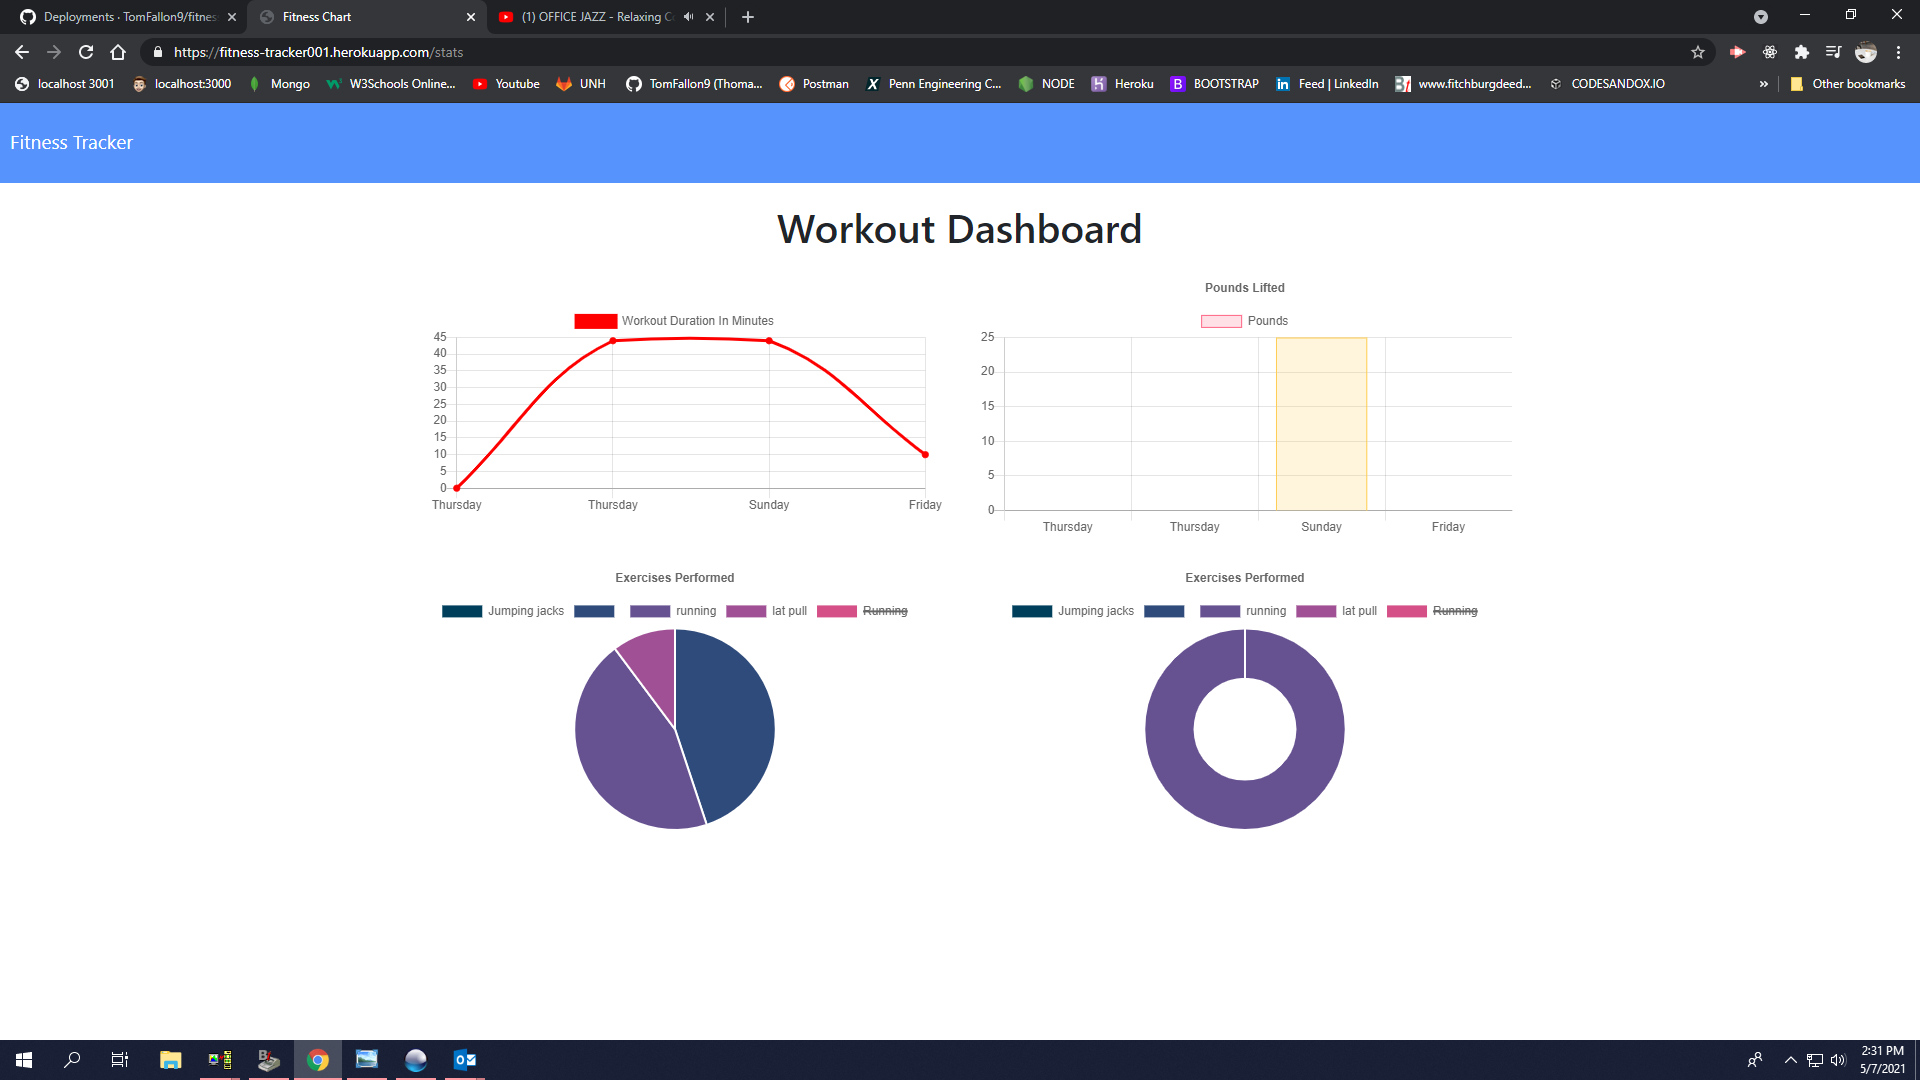 Deployments · TomFallon9/fitnes
Fitness Chart
(1) OFFICE JAZZ - Relaxing C
https://fitness-tracker001.herokuapp.com/stats
localhost 3001 localhost:3000 Mongo W3Schools Online... Youtube UNH TomFallon9 (Thoma... Postman Penn Engineering C... NODE Heroku B BOOTSTRAP in Feed | LinkedIn www.fitchburgdeed... CODESANDOX.IO » Other bookmarks
Fitness Tracker
Workout Dashboard
Workout Duration In Minutes
45
40
35
30
25
20
15
10
5
0
Thursday Thursday Sunday Friday
Pounds Lifted
Pounds
25
20
15
10
5
0
Thursday Thursday Sunday Friday
Exercises Performed
Jumping jacks running lat pull Running
Exercises Performed
Jumping jacks running lat pull Running
2:31 PM
5/7/2021